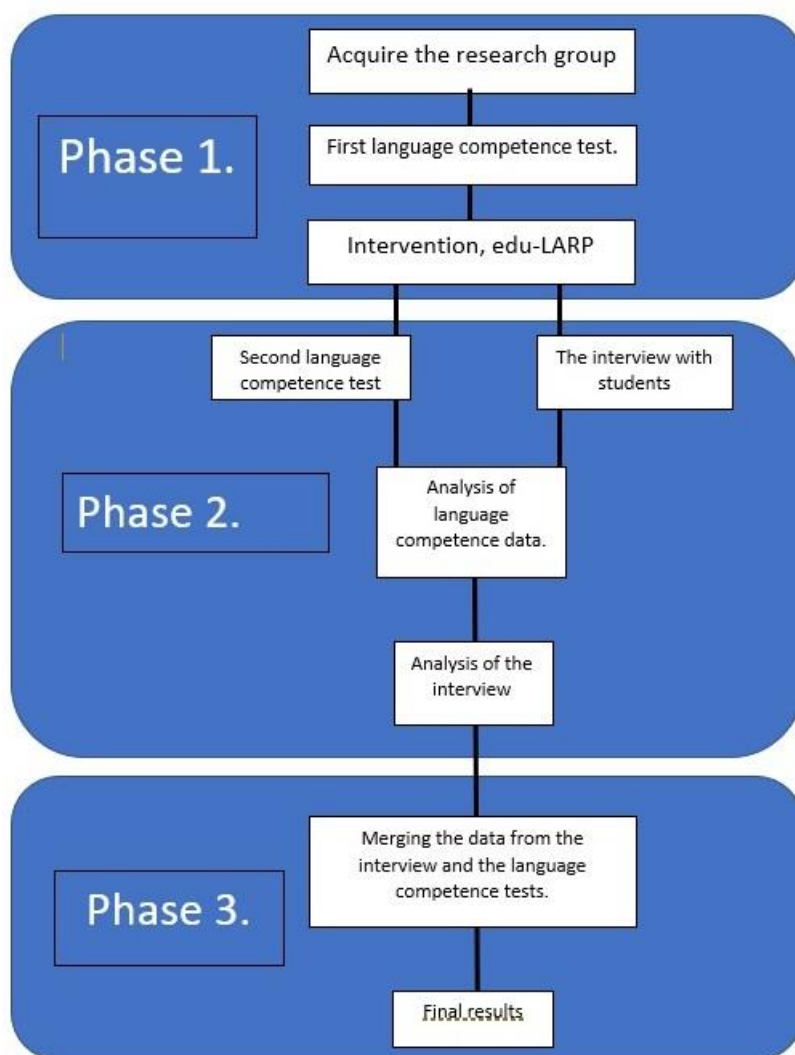 Acquire the research group
Phase 1.
First language competence test.
Intervention, edu-LARP
Second language
competence test
The interview with
students
Phase 2.
Analysis of
language
competence data.
Analysis of the
interview
Merging the data from the
interview and the language
competence tests.
Phase 3.
Final results